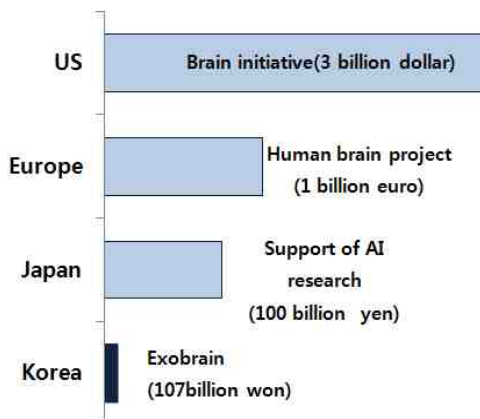 US
Brain initiative(3 billion dollar)
Europe
Human brain project
(1 billion euro)
Japan
Support of AI
research
(100 billion yen)
Korea
Exobrain
(107billion won)